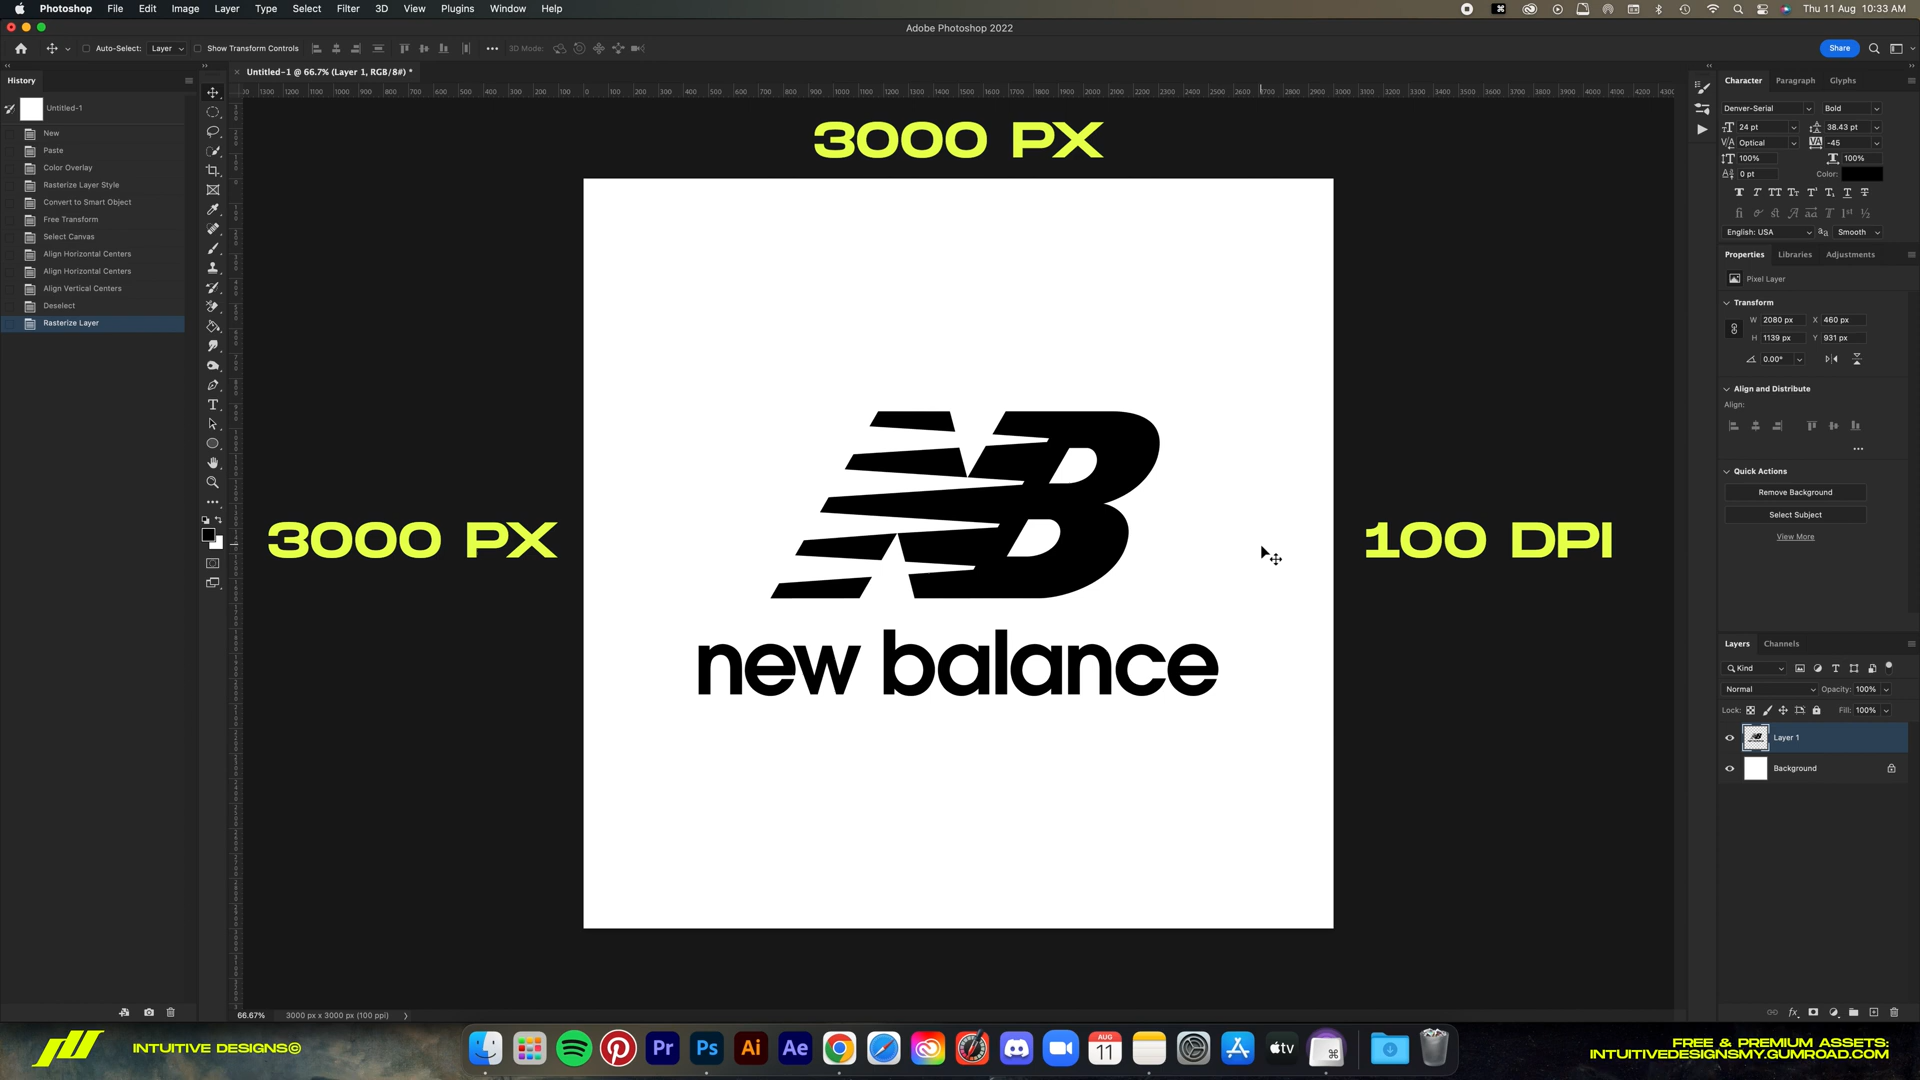 Photoshop File Edit Image Layer Type Select Filter 3D View Plugins Window Help
Thu 11 Aug 10:33 AM
Adobe Photoshop 2022
Auto-Select: Layer Show Transform Controls
3D Mode:
Share
History
Untitled-1 @ 66.7% (Layer 1, RGB/8#) *
Untitled-1
New
Paste
Color Overlay
Rasterize Layer Style
Convert to Smart Object
Free Transform
Select Canvas
Align Horizontal Centers
Align Horizontal Centers
Align Vertical Centers
Deselect
Rasterize Layer
3000 PX
3000 PX
100 DPI
NB
new balance
Character Paragraph Glyphs
Denver-Serial Bold
24 pt 38.43 pt
Optical -45
100% 100%
0 pt Color:
English: USA Smooth
Properties Libraries Adjustments
Pixel Layer
Transform
W 2080 px X 460 px
H 1139 px Y 931 px
0.00°
Align and Distribute
Align:
Quick Actions
Remove Background
Select Subject
View More
Layers Channels
Kind
Normal Opacity: 100%
Lock: Fill: 100%
Layer 1
Background
66.67% 3000 px x 3000 px (100 ppi)
INTUITIVE DESIGNS©
Pr Ps Ai Ae
AUG
11
tv
FREE & PREMIUM ASSETS:
INTUITIVEDESIGNSMY.GUMROAD.COM